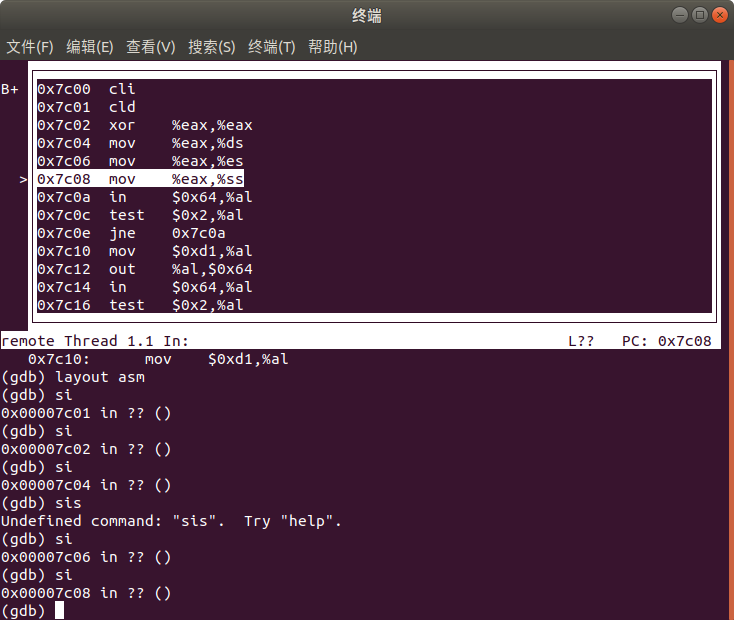 终端
文件(F) 编辑(E) 查看(V) 搜索(S) 终端(T) 帮助(H)
B+ 0x7c00 cli
0x7c01 cld
0x7c02 xor %eax,%eax
0x7c04 mov %eax,%ds
0x7c06 mov %eax,%es
> 0x7c08 mov %eax,%ss
0x7c0a in $0x64,%al
0x7c0c test $0x2,%al
0x7c0e jne 0x7c0a
0x7c10 mov $0xd1,%al
0x7c12 out %al,$0x64
0x7c14 in $0x64,%al
0x7c16 test $0x2,%al
remote Thread 1.1 In: L?? PC: 0x7c08
0x7c10: mov $0xd1,%al
(gdb) layout asm
(gdb) si
0x00007c01 in ?? ()
(gdb) si
0x00007c02 in ?? ()
(gdb) si
0x00007c04 in ?? ()
(gdb) sis
Undefined command: "sis". Try "help".
(gdb) si
0x00007c06 in ?? ()
(gdb) si
0x00007c08 in ?? ()
(gdb)